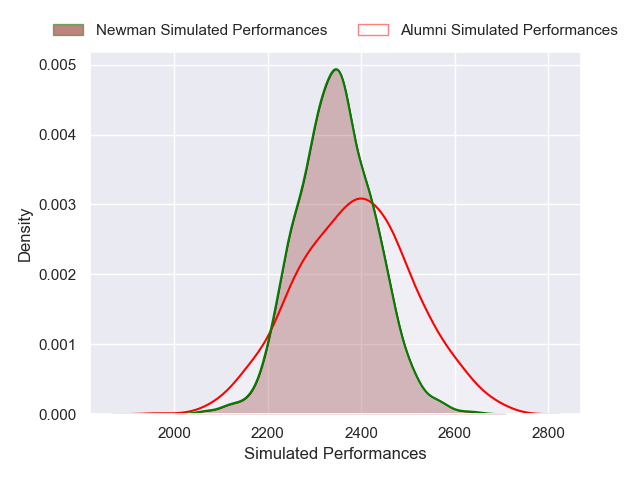 Newman Simulated Performances Alumni Simulated Performances
0.005
0.004
0.003
0.002
0.001
0.000
Density
2000 2200 2400 2600 2800
Simulated Performances